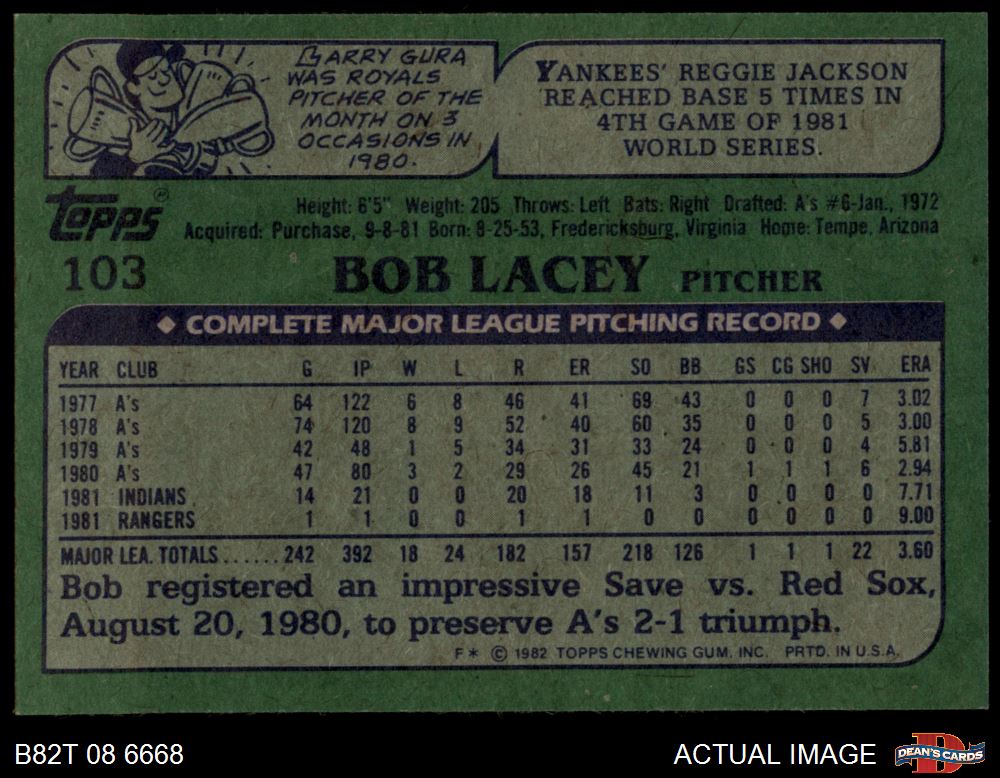 LARRY GURA
WAS ROYALS
PITCHER OF THE
MONTH ON 3
OCCASIONS IN
1980.
YANKEES' REGGIE JACKSON
REACHED BASE 5 TIMES IN
4TH GAME OF 1981
WORLD SERIES.
TOPPS ®
Height: 6'5" Weight: 205 Throws: Left Bats: Right Drafted: A's #6-Jan., 1972
Acquired: Purchase, 9-8-81 Born: 8-25-53, Fredericksburg, Virginia Home: Tempe, Arizona
103 BOB LACEY PITCHER
◆ COMPLETE MAJOR LEAGUE PITCHING RECORD ◆
YEAR CLUB G IP W L R ER SO BB GS CG SHO SV ERA
1977 A's 64 122 6 8 46 41 69 43 0 0 0 7 3.02
1978 A's 74 120 8 9 52 40 60 35 0 0 0 5 3.00
1979 A's 42 48 1 5 34 31 33 24 0 0 0 4 5.81
1980 A's 47 80 3 2 29 26 45 21 1 1 1 6 2.94
1981 INDIANS 14 21 0 0 20 18 11 3 0 0 0 0 7.71
1981 RANGERS 1 1 0 0 1 1 0 0 0 0 0 0 9.00
MAJOR LEA. TOTALS...... 242 392 18 24 182 157 218 126 1 1 1 22 3.60
Bob registered an impressive Save vs. Red Sox,
August 20, 1980, to preserve A's 2-1 triumph.
F* © 1982 TOPPS CHEWING GUM, INC. PRTD. IN U.S.A.
B82T 08 6668
ACTUAL IMAGE
DEAN'S CARDS